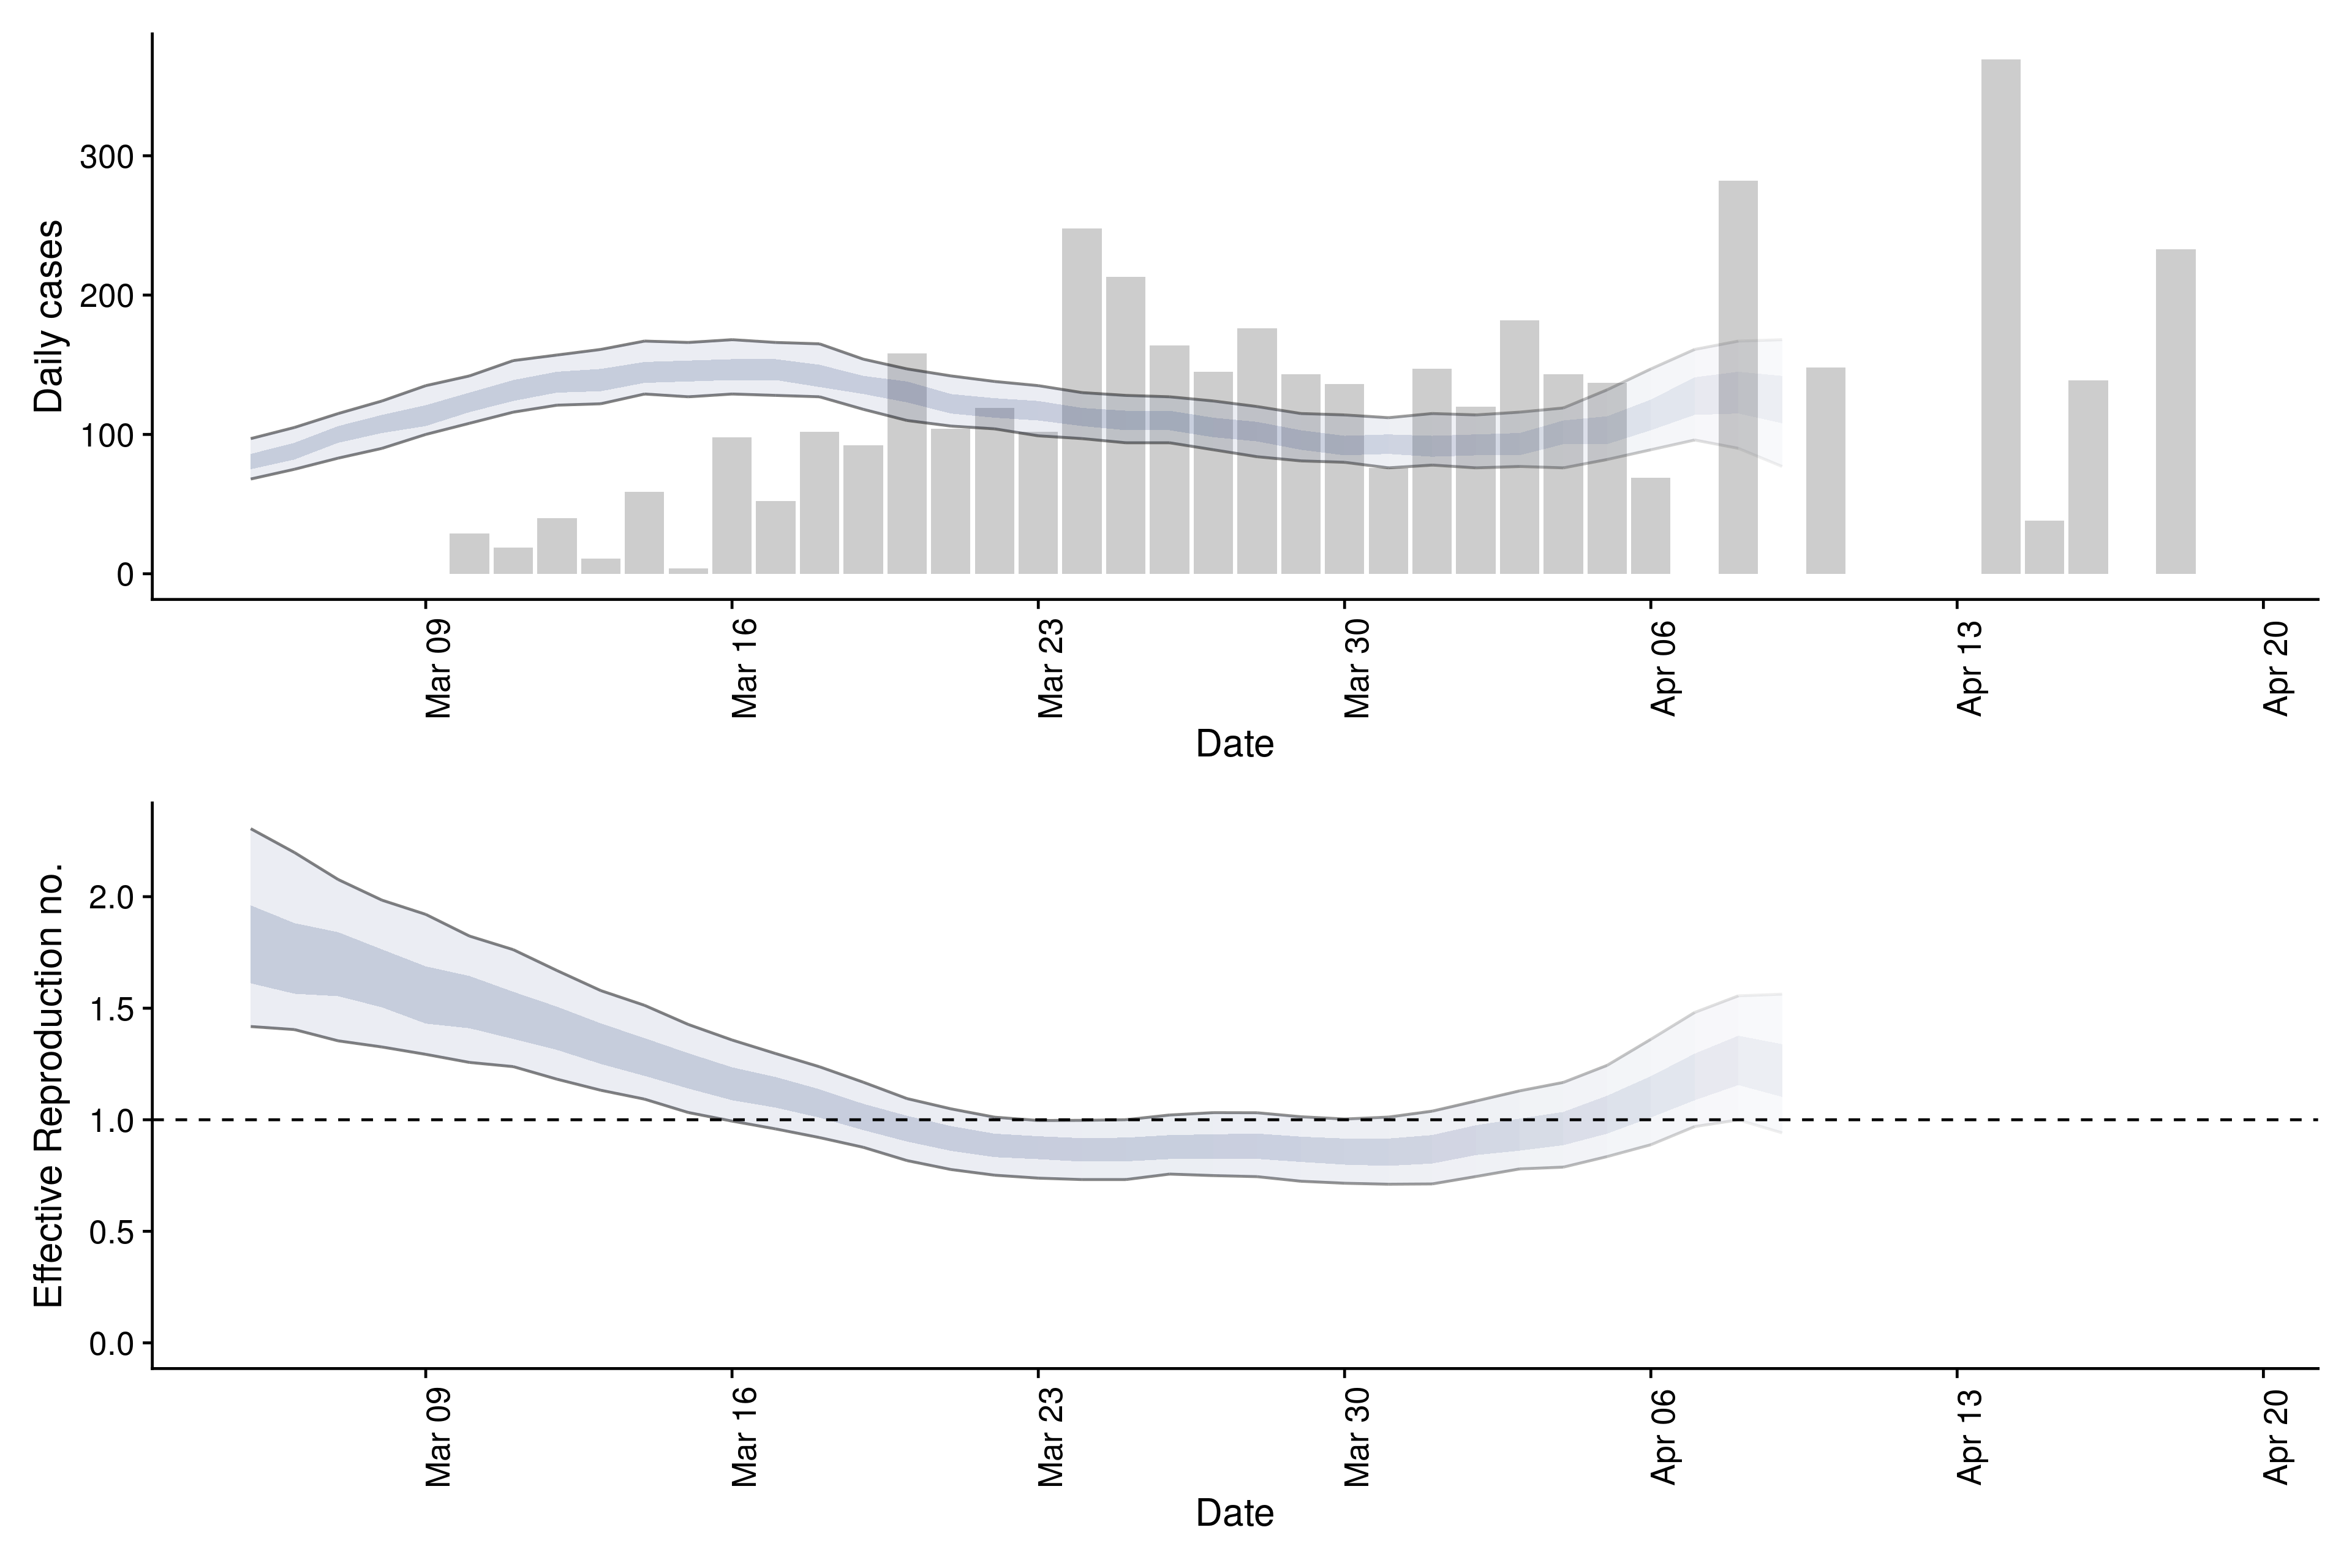 Daily cases
300
200
100
0
Mar 09
Mar 16
Mar 23
Mar 30
Apr 06
Apr 13
Apr 20
Date
Effective Reproduction no.
2.0
1.5
1.0
0.5
0.0
Mar 09
Mar 16
Mar 23
Mar 30
Apr 06
Apr 13
Apr 20
Date